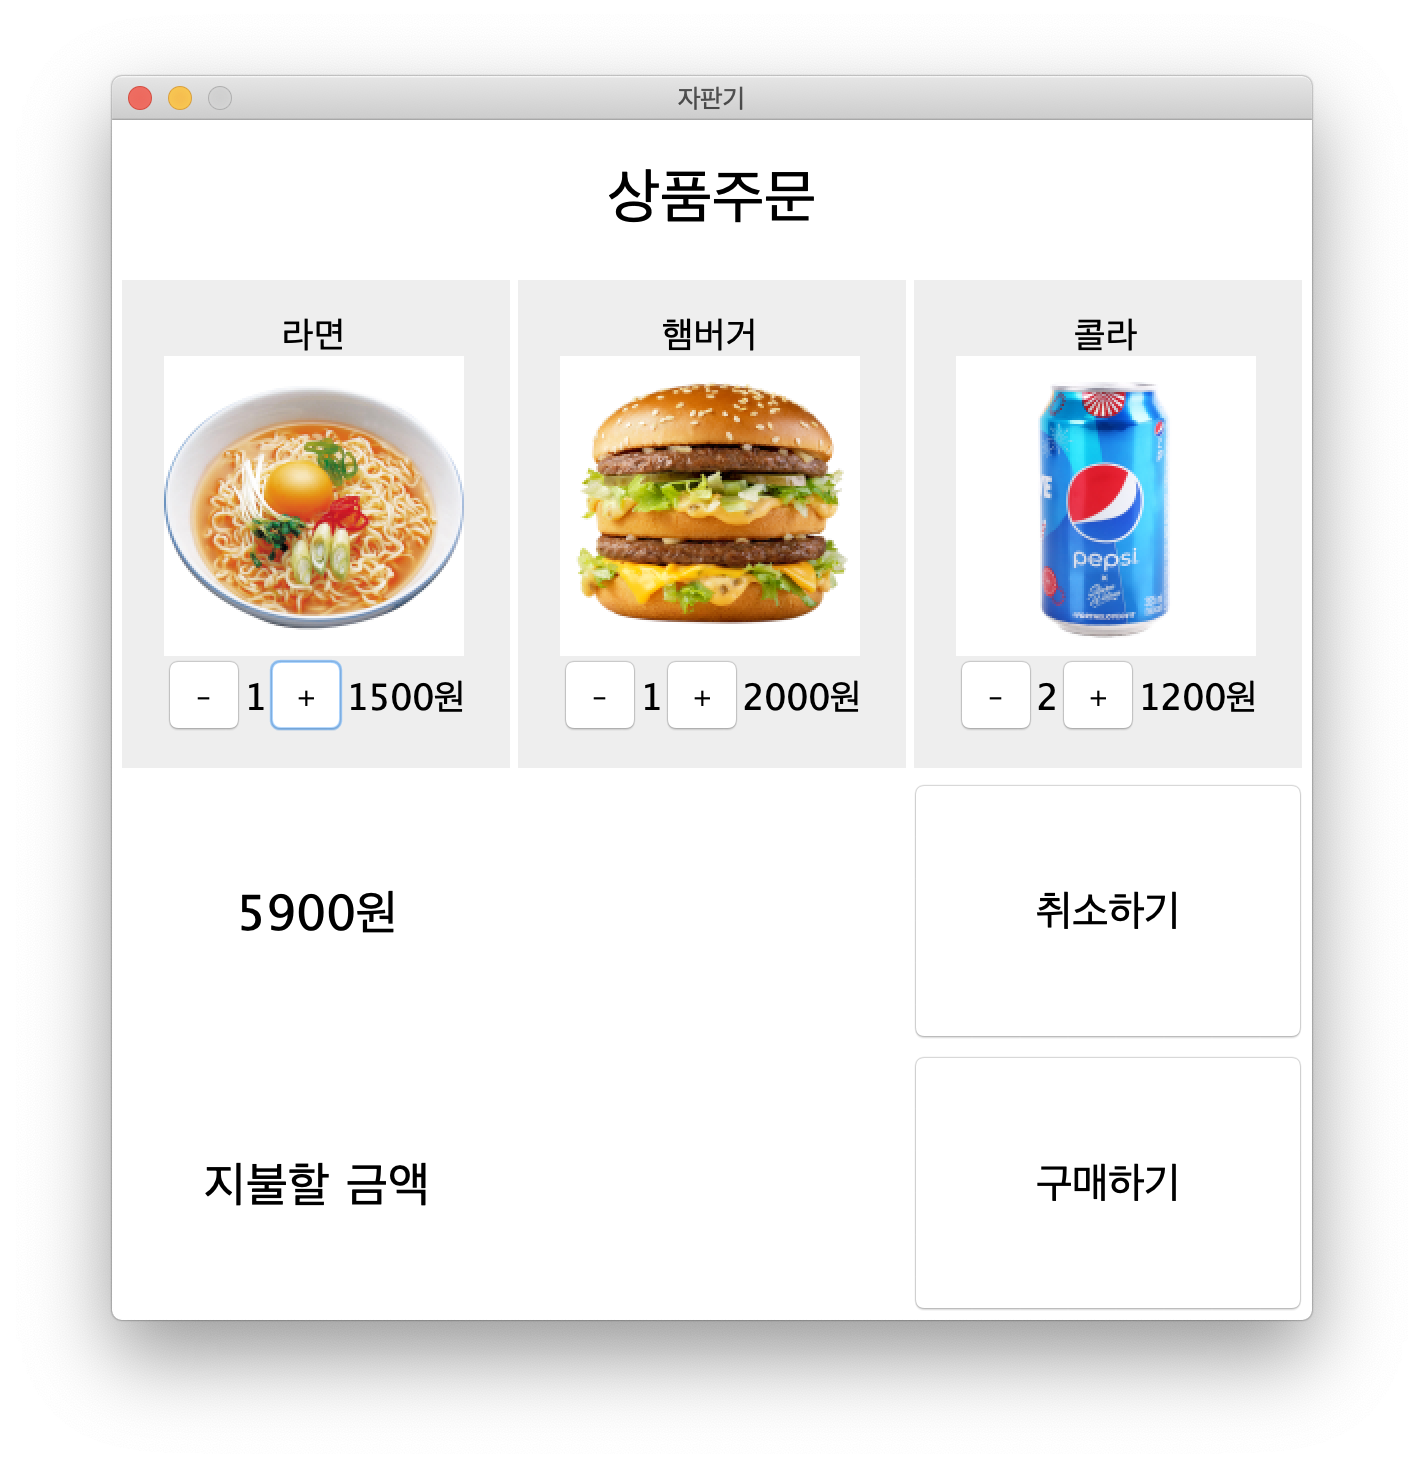 자판기
상품주문
라면
햄버거
콜라
pepsi
- 1 + 1500원
- 1 + 2000원
- 2 + 1200원
5900원
취소하기
지불할 금액
구매하기